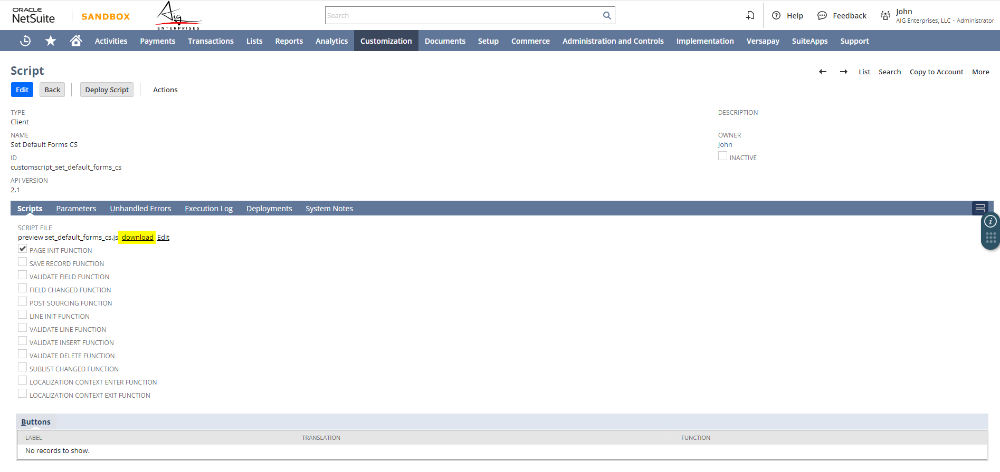 ORACLE
NetSuite
SANDBOX
Aig
ENTERPRISES
Search
Help
Feedback
John
AIG Enterprises, LLC - Administrator
Activities Payments Transactions Lists Reports Analytics Customization Documents Setup Commerce Administration and Controls Implementation Versapay SuiteApps Support
Script
List Search Copy to Account More
Edit Back Deploy Script Actions
TYPE
Client
DESCRIPTION
NAME
Set Default Forms CS
OWNER
John
ID
customscript_set_default_forms_cs
INACTIVE
API VERSION
2.1
Scripts Parameters Unhandled Errors Execution Log Deployments System Notes
SCRIPT FILE
preview set_default_forms_cs.js download Edit
PAGE INIT FUNCTION
SAVE RECORD FUNCTION
VALIDATE FIELD FUNCTION
FIELD CHANGED FUNCTION
POST SOURCING FUNCTION
LINE INIT FUNCTION
VALIDATE LINE FUNCTION
VALIDATE INSERT FUNCTION
VALIDATE DELETE FUNCTION
SUBLIST CHANGED FUNCTION
LOCALIZATION CONTEXT ENTER FUNCTION
LOCALIZATION CONTEXT EXIT FUNCTION
Buttons
LABEL TRANSLATION FUNCTION
No records to show.